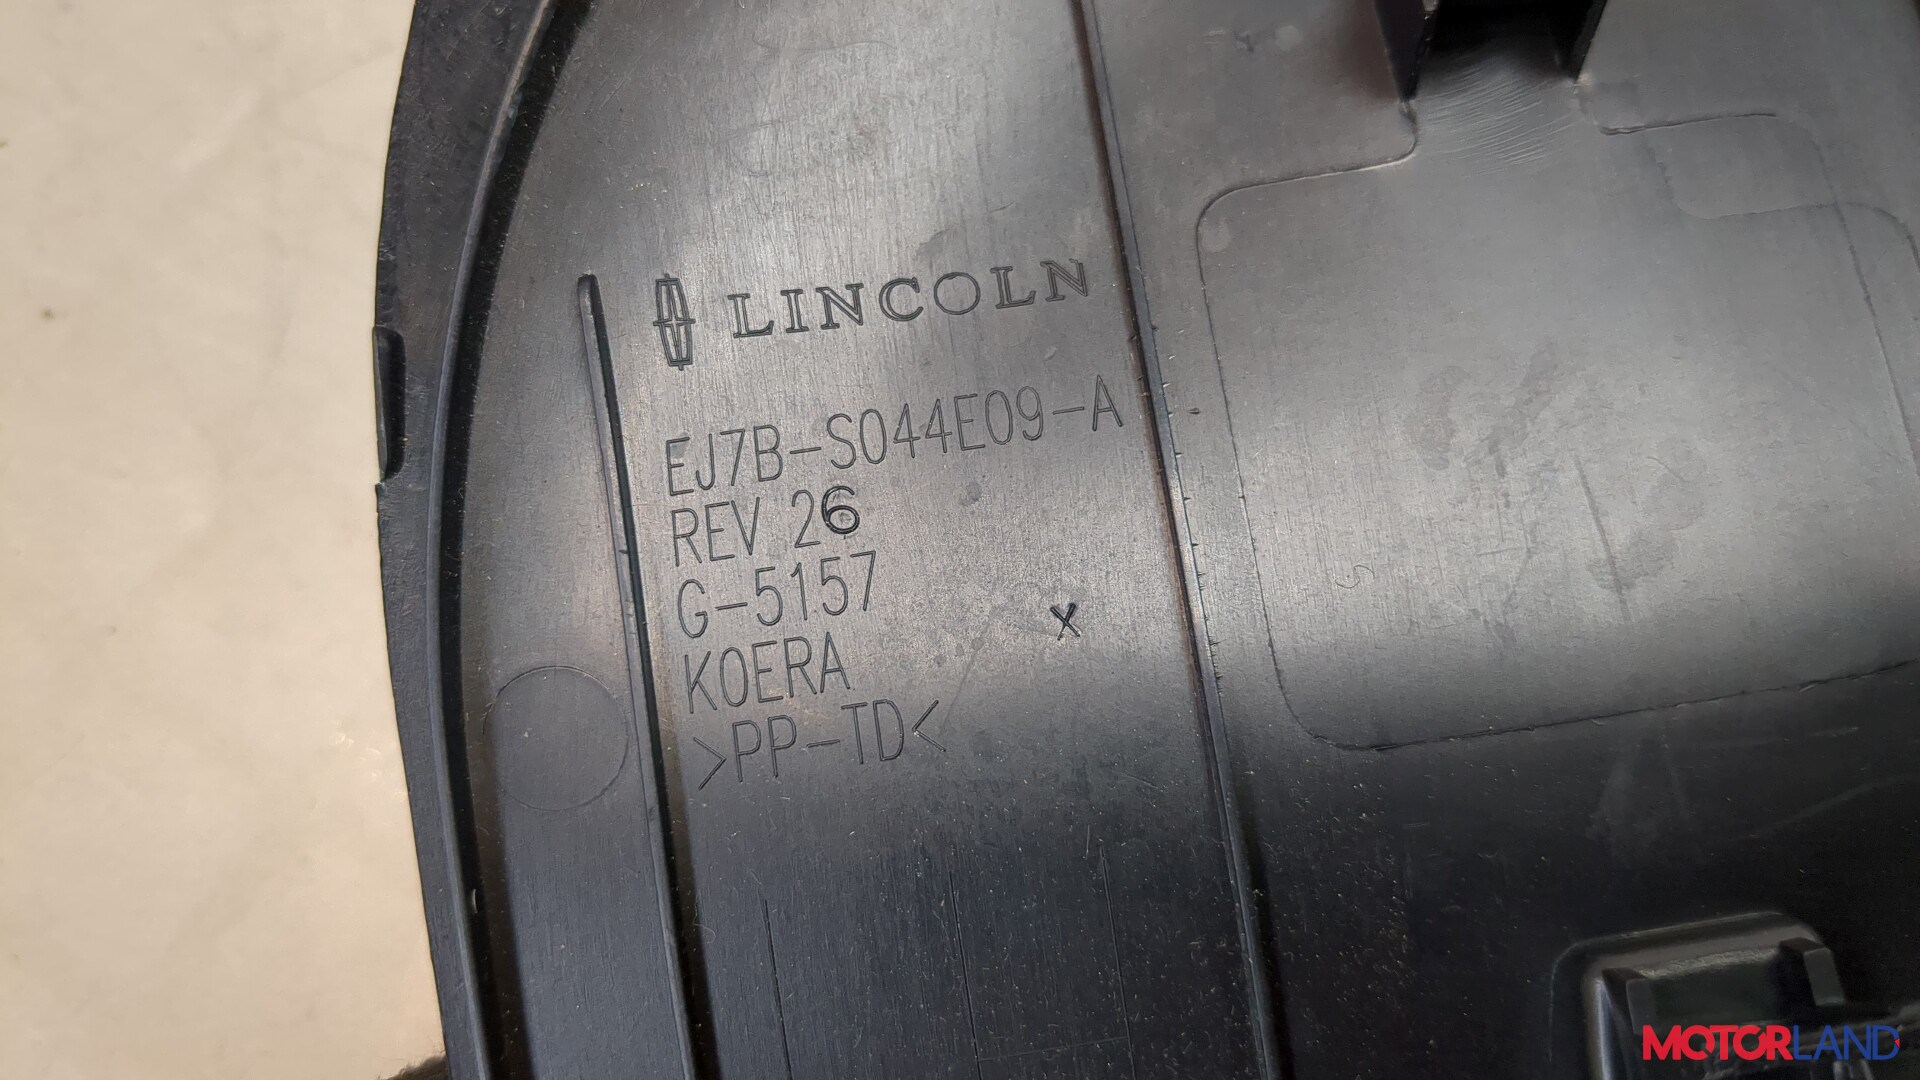 LINCOLN
EJ7B-S044E09-A
REV 26
G-5157
KOERA
>PP-TD<
X
MOTORLAND